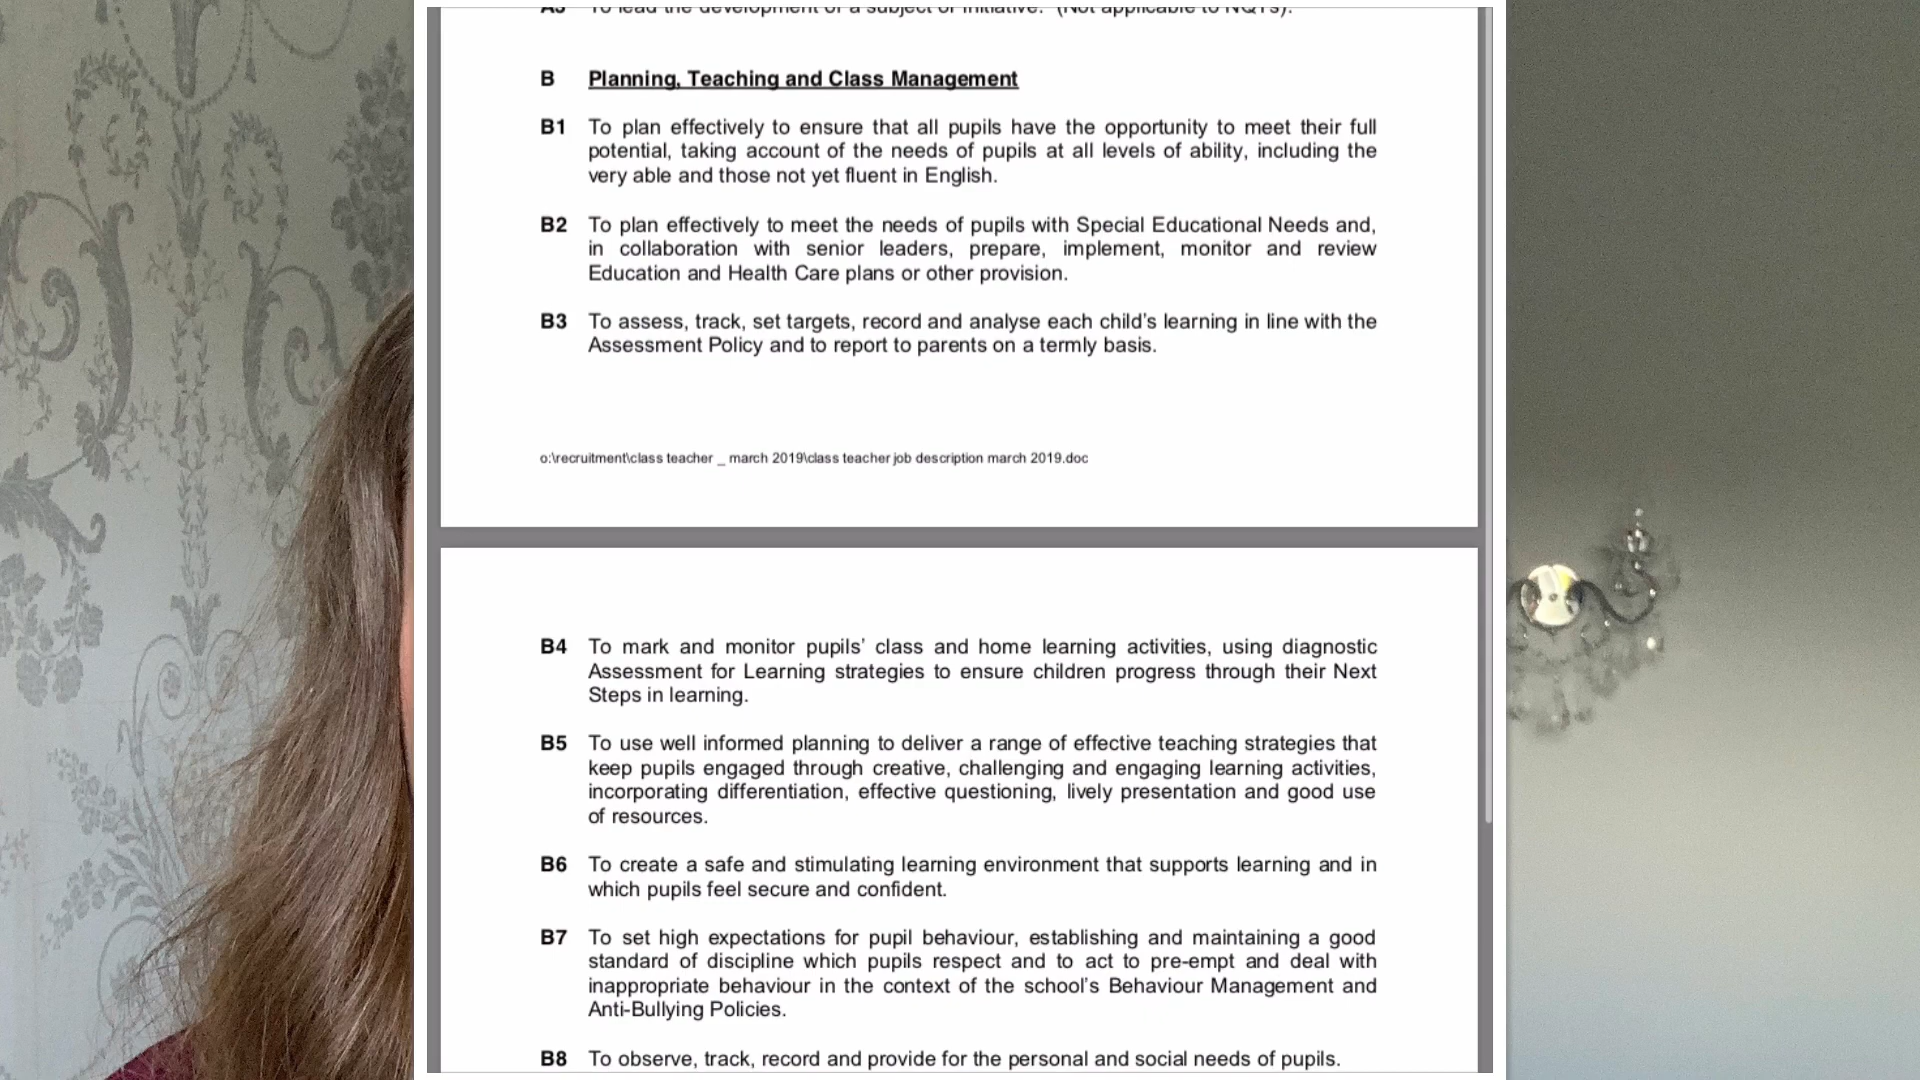 A3 To lead the development of a subject or initiative. (Not applicable to NQTs).
B Planning, Teaching and Class Management
B1 To plan effectively to ensure that all pupils have the opportunity to meet their full
potential, taking account of the needs of pupils at all levels of ability, including the
very able and those not yet fluent in English.
B2 To plan effectively to meet the needs of pupils with Special Educational Needs and,
in collaboration with senior leaders, prepare, implement, monitor and review
Education and Health Care plans or other provision.
B3 To assess, track, set targets, record and analyse each child's learning in line with the
Assessment Policy and to report to parents on a termly basis.
o:\recruitment\class teacher _ march 2019\class teacher job description march 2019.doc
B4 To mark and monitor pupils' class and home learning activities, using diagnostic
Assessment for Learning strategies to ensure children progress through their Next
Steps in learning.
B5 To use well informed planning to deliver a range of effective teaching strategies that
keep pupils engaged through creative, challenging and engaging learning activities,
incorporating differentiation, effective questioning, lively presentation and good use
of resources.
B6 To create a safe and stimulating learning environment that supports learning and in
which pupils feel secure and confident.
B7 To set high expectations for pupil behaviour, establishing and maintaining a good
standard of discipline which pupils respect and to act to pre-empt and deal with
inappropriate behaviour in the context of the school's Behaviour Management and
Anti-Bullying Policies.
B8 To observe, track, record and provide for the personal and social needs of pupils.